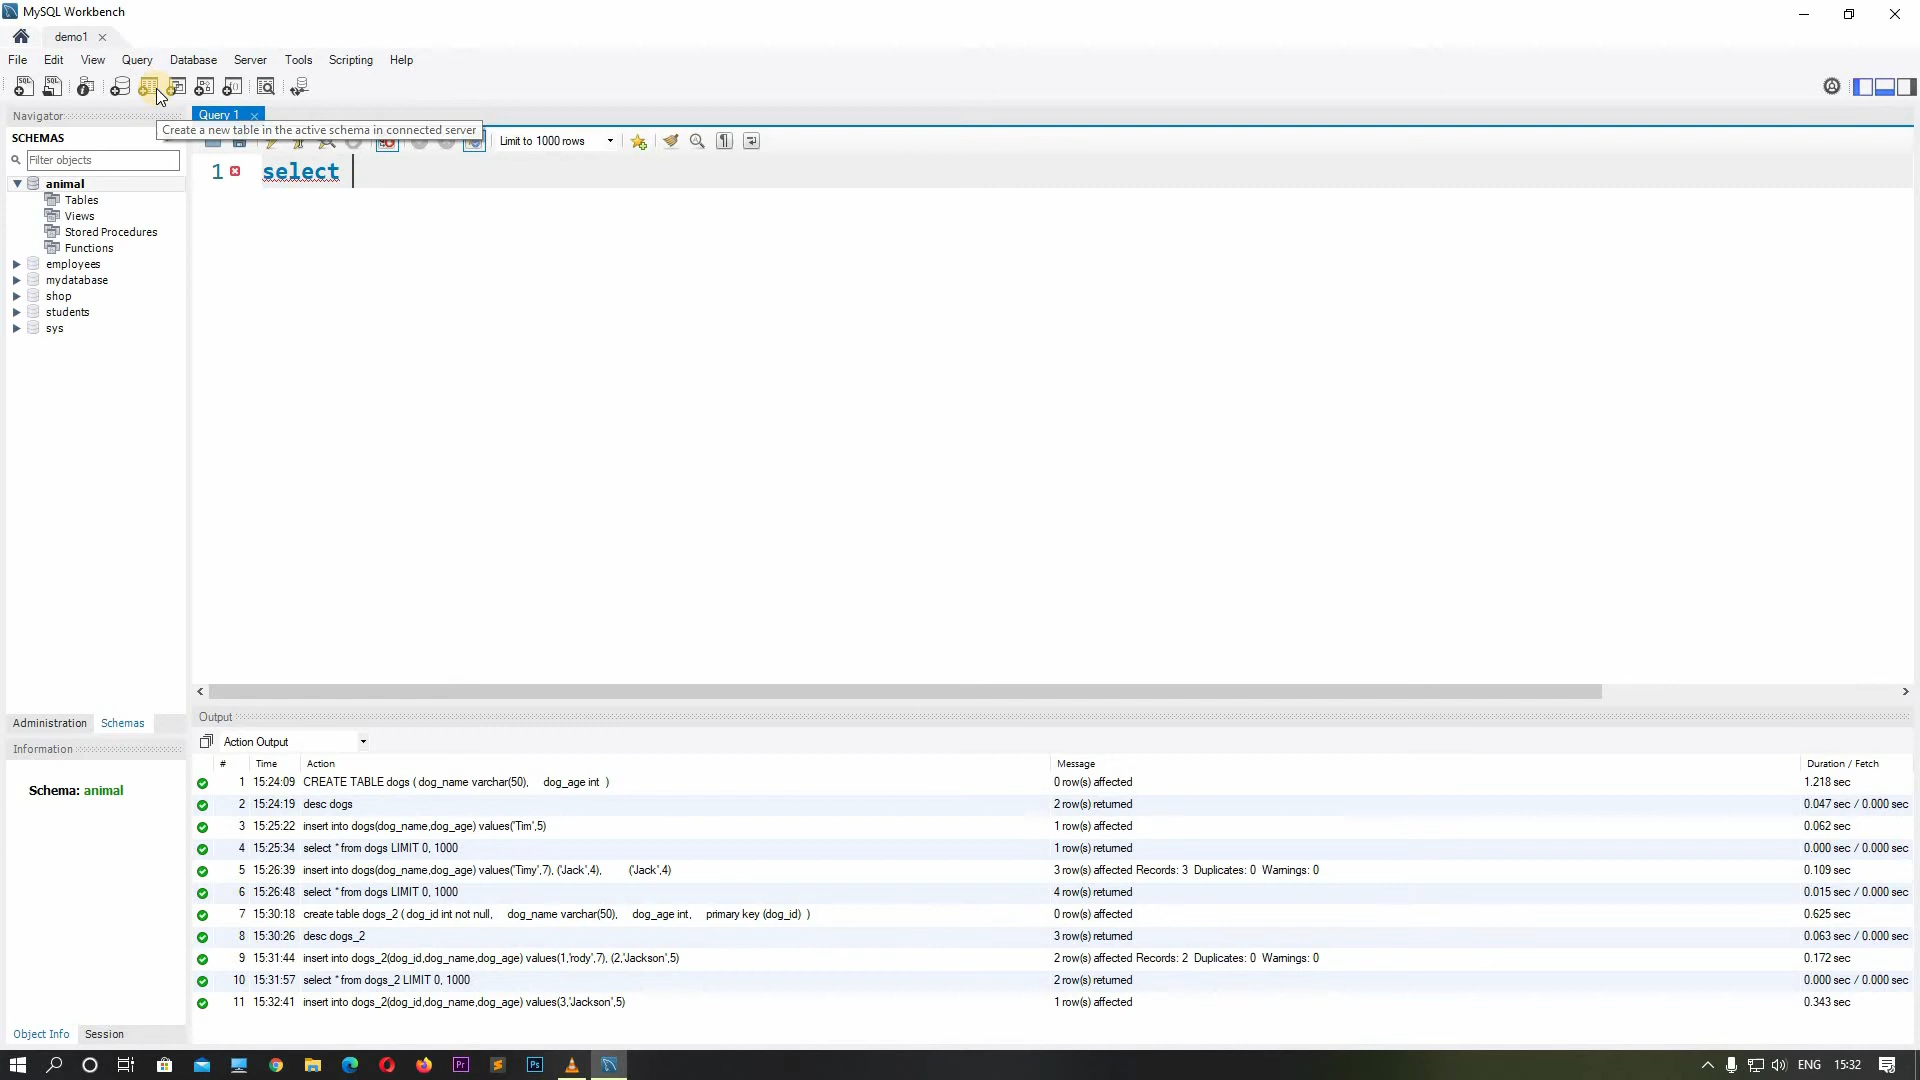 MySQL Workbench
demo1
File Edit View Query Database Server Tools Scripting Help
Navigator
Query 1
Create a new table in the active schema in connected server
SCHEMAS
Limit to 1000 rows
Filter objects
1 select
animal
Tables
Views
Stored Procedures
Functions
employees
mydatabase
shop
students
sys
Administration Schemas
Information
Schema: animal
Object Info Session
Output
Action Output
# Time Action Message Duration / Fetch
1 15:24:09 CREATE TABLE dogs ( dog_name varchar(50), dog_age int ) 0 row(s) affected 1.218 sec
2 15:24:19 desc dogs 2 row(s) returned 0.047 sec / 0.000 sec
3 15:25:22 insert into dogs(dog_name,dog_age) values('Tim',5) 1 row(s) affected 0.062 sec
4 15:25:34 select * from dogs LIMIT 0, 1000 1 row(s) returned 0.000 sec / 0.000 sec
5 15:26:39 insert into dogs(dog_name,dog_age) values('Timy',7), ('Jack',4), ('Jack',4) 3 row(s) affected Records: 3 Duplicates: 0 Warnings: 0 0.109 sec
6 15:26:48 select * from dogs LIMIT 0, 1000 4 row(s) returned 0.015 sec / 0.000 sec
7 15:30:18 create table dogs_2 ( dog_id int not null, dog_name varchar(50), dog_age int, primary key (dog_id) ) 0 row(s) affected 0.625 sec
8 15:30:26 desc dogs_2 3 row(s) returned 0.063 sec / 0.000 sec
9 15:31:44 insert into dogs_2(dog_id,dog_name,dog_age) values(1,'rody',7), (2,'Jackson',5) 2 row(s) affected Records: 2 Duplicates: 0 Warnings: 0 0.172 sec
10 15:31:57 select * from dogs_2 LIMIT 0, 1000 2 row(s) returned 0.000 sec / 0.000 sec
11 15:32:41 insert into dogs_2(dog_id,dog_name,dog_age) values(3,'Jackson',5) 1 row(s) affected 0.343 sec
ENG 15:32